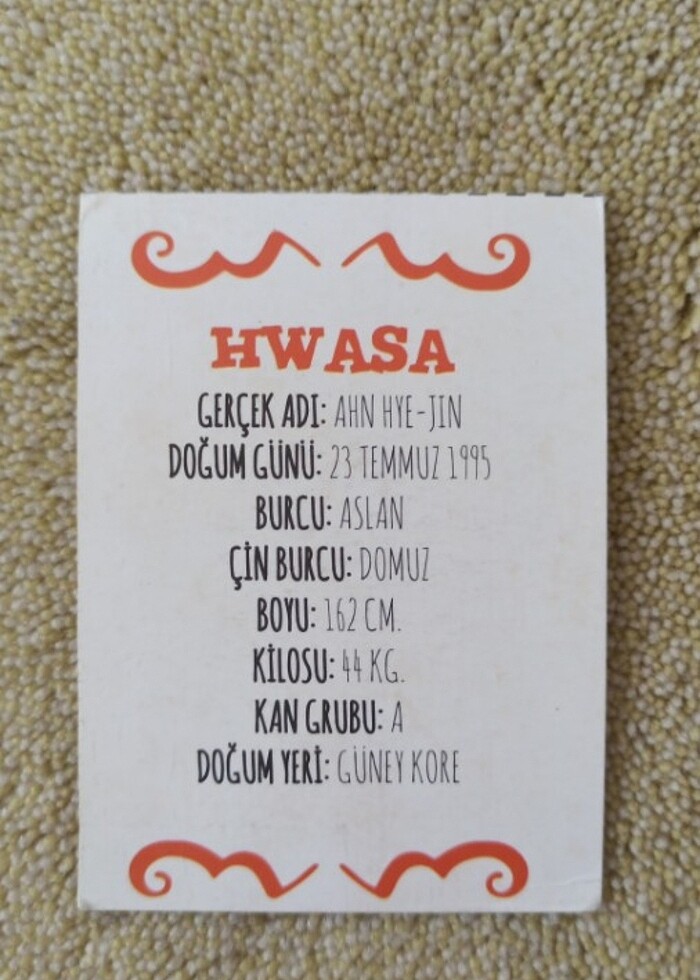 HWASA
GERÇEK ADI: AHN HYE-JIN
DOĞUM GÜNÜ: 23 TEMMUZ 1995
BURCU: ASLAN
ÇİN BURCU: DOMUZ
BOYU: 162 CM.
KİLOSU: 44 KG.
KAN GRUBU: A
DOĞUM YERİ: GÜNEY KORE